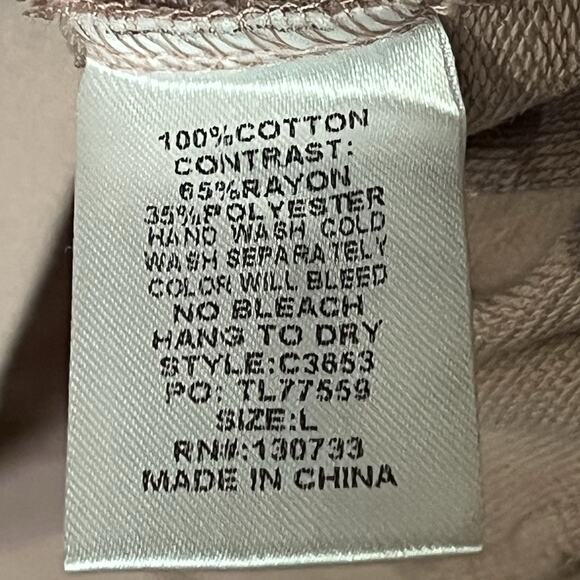 100%COTTON
CONTRAST:
65%RAYON
35%POLYESTER
HAND WASH COLD
WASH SEPARATELY
COLOR WILL BLEED
NO BLEACH
HANG TO DRY
STYLE:C3653
PO: TL77559
SIZE:L
RN#:130733
MADE IN CHINA